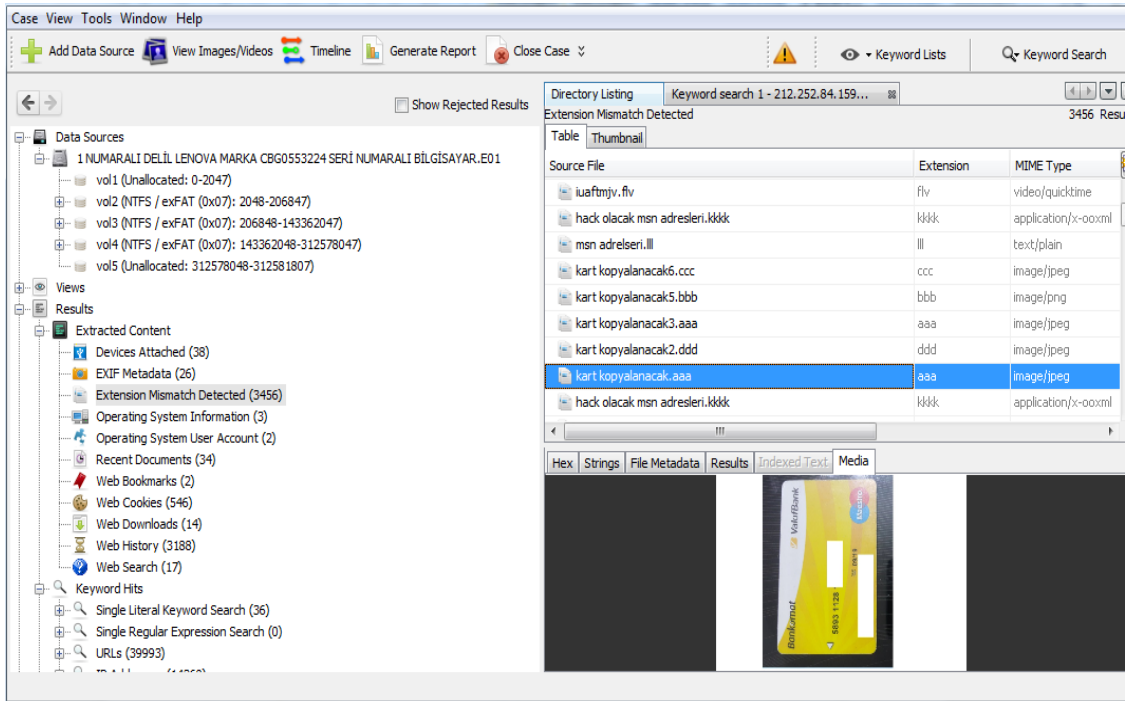 Case View Tools Window Help
Add Data Source View Images/Videos Timeline Generate Report Close Case Keyword Lists Keyword Search
Show Rejected Results
Data Sources
1 NUMARALI DELİL LENOVA MARKA CBG0553224 SERİ NUMARALI BİLGİSAYAR.E01
vol1 (Unallocated: 0-2047)
vol2 (NTFS / exFAT (0x07): 2048-206847)
vol3 (NTFS / exFAT (0x07): 206848-143362047)
vol4 (NTFS / exFAT (0x07): 143362048-312578047)
vol5 (Unallocated: 312578048-312581807)
Views
Results
Extracted Content
Devices Attached (38)
EXIF Metadata (26)
Extension Mismatch Detected (3456)
Operating System Information (3)
Operating System User Account (2)
Recent Documents (34)
Web Bookmarks (2)
Web Cookies (546)
Web Downloads (14)
Web History (3188)
Web Search (17)
Keyword Hits
Single Literal Keyword Search (36)
Single Regular Expression Search (0)
URLs (39993)
Directory Listing Keyword search 1 - 212.252.84.159...
Extension Mismatch Detected 3456 Resu
Table Thumbnail
Source File Extension MIME Type
iuaftmjv.flv flv video/quicktime
hack olacak msn adresleri.kkkk kkkk application/x-ooxml
msn adrelseri.lll lll text/plain
kart kopyalanacak6.ccc ccc image/jpeg
kart kopyalanacak5.bbb bbb image/png
kart kopyalanacak3.aaa aaa image/jpeg
kart kopyalanacak2.ddd ddd image/jpeg
kart kopyalanacak.aaa aaa image/jpeg
hack olacak msn adresleri.kkkk kkkk application/x-ooxml
Hex Strings File Metadata Results Indexed Text Media
VakıfBank
Maestro
Bankomat
5893 1128